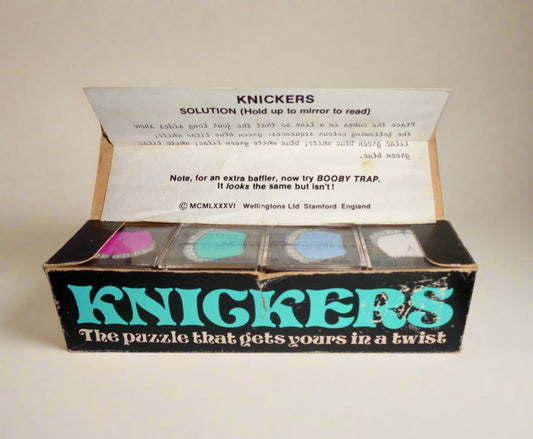 KNICKERS
SOLUTION (Hold up to mirror to read)
Place the cubes in a line so that the four long sides show
the following colour sequences: green blue lilac white;
lilac green blue white; blue white green lilac; white lilac
green blue.
Note, for an extra baffler, now try BOOBY TRAP.
It looks the same but isn't!
© MCMLXXXVI Wellingtons Ltd Stamford England
KNICKERS
The puzzle that gets yours in a twist